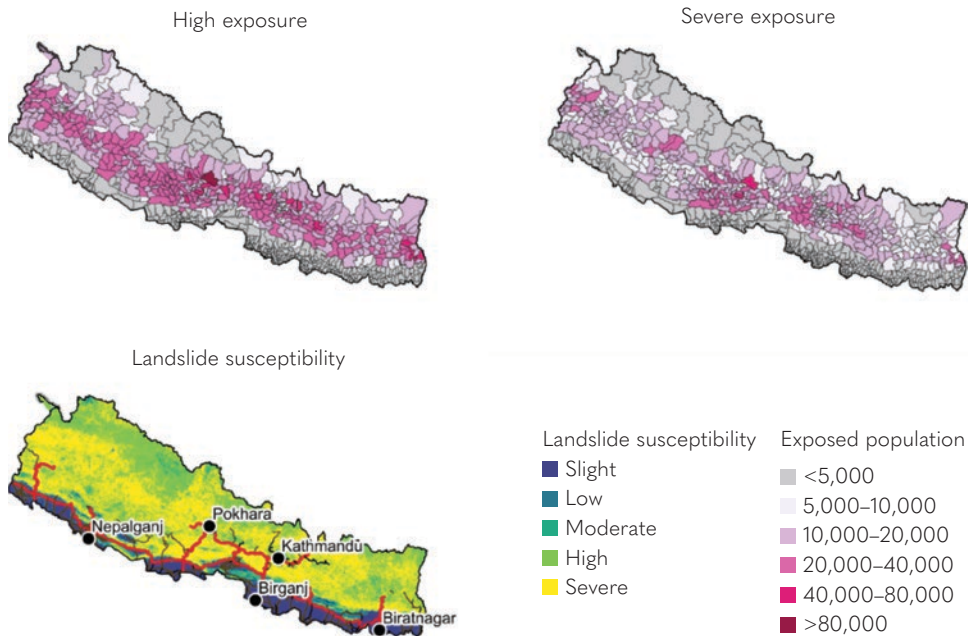 High exposure
Severe exposure
Landslide susceptibility
Nepalganj
Pokhara
Kathmandu
Birganj
Biratnagar
Landslide susceptibility
Slight
Low
Moderate
High
Severe
Exposed population
<5,000
5,000–10,000
10,000–20,000
20,000–40,000
40,000–80,000
>80,000